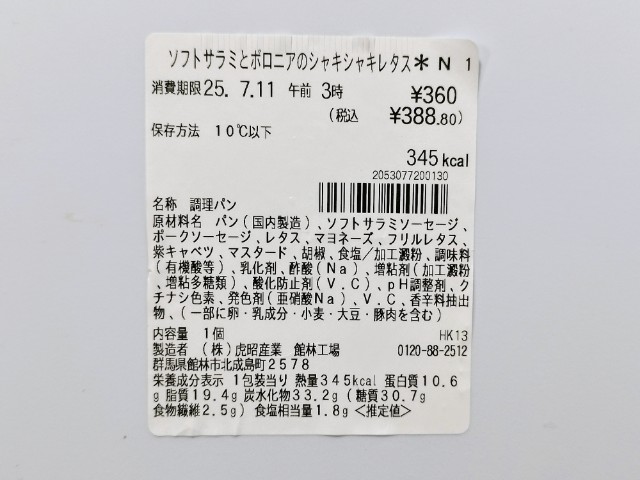 ソフトサラミとボロニアのシャキシャキレタス＊ N 1
消費期限25. 7.11 午前 3時 ¥360
(税込 ¥388.80)
保存方法 10℃以下
345kcal
2053077200130
名称 調理パン
原材料名 パン(国内製造)、ソフトサラミソーセージ、
ポークソーセージ、レタス、マヨネーズ、フリルレタス、
紫キャベツ、マスタード、胡椒、食塩/加工澱粉、調味料
(有機酸等)、乳化剤、酢酸(Na)、増粘剤(加工澱粉
、増粘多糖類)、酸化防止剤(V.C)、pH調整剤、ク
チナシ色素、発色剤(亜硝酸Na)、V.C、香辛料抽出
物、(一部に卵・乳成分・小麦・大豆・豚肉を含む)
内容量 1個 HK13
製造者 (株)虎昭産業 館林工場 0120-88-2512
群馬県館林市北成島町2578
栄養成分表示 1包装当り 熱量345kcal 蛋白質10.6
g 脂質19.4g 炭水化物33.2g(糖質30.7g
食物繊維2.5g) 食塩相当量1.8g <推定値>